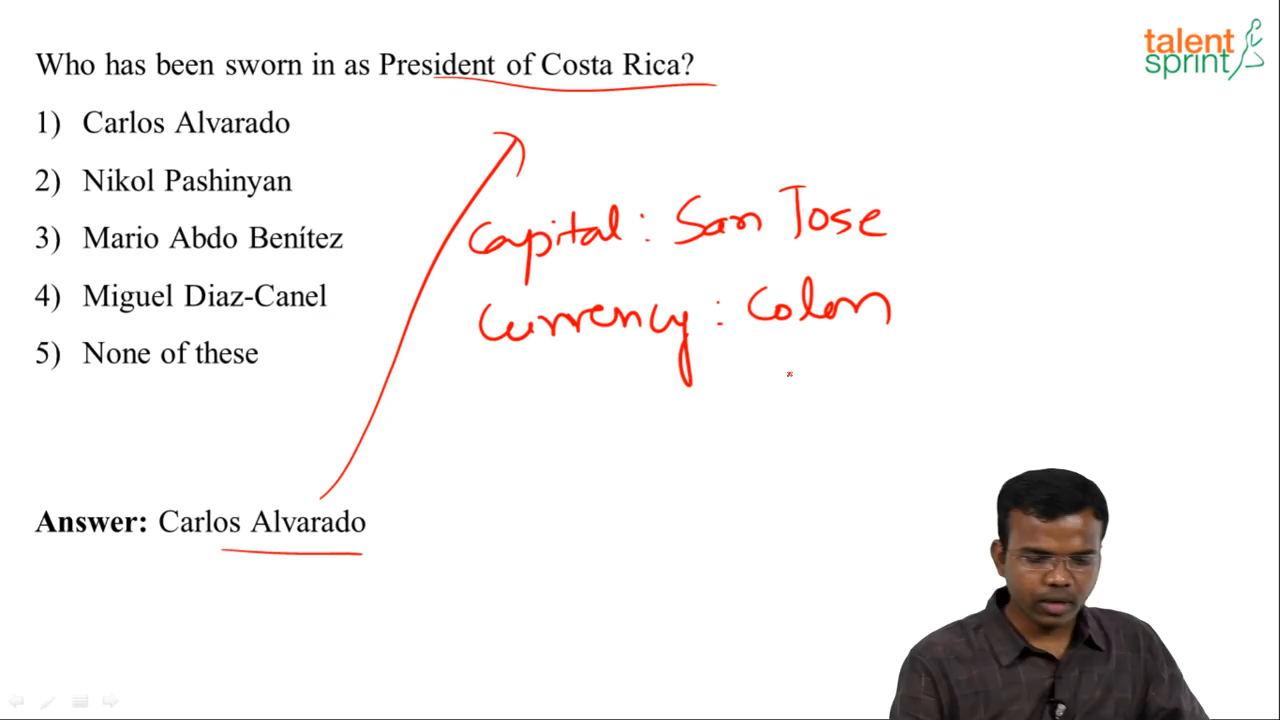 talent
sprint
Who has been sworn in as President of Costa Rica?
1) Carlos Alvarado
2) Nikol Pashinyan
3) Mario Abdo Benítez
4) Miguel Diaz-Canel
5) None of these
Capital : San Jose
Currency : Colon
Answer: Carlos Alvarado